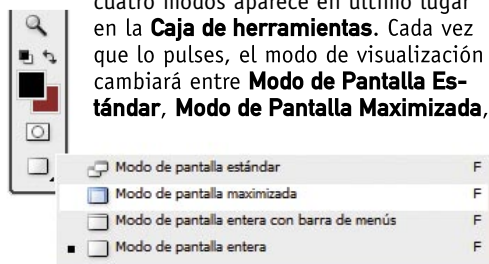 cuatro modos aparece en último lugar
en la Caja de herramientas. Cada vez
que lo pulses, el modo de visualización
cambiará entre Modo de Pantalla Es-
tándar, Modo de Pantalla Maximizada,
Modo de pantalla estándar F
Modo de pantalla maximizada F
Modo de pantalla entera con barra de menús F
Modo de pantalla entera F